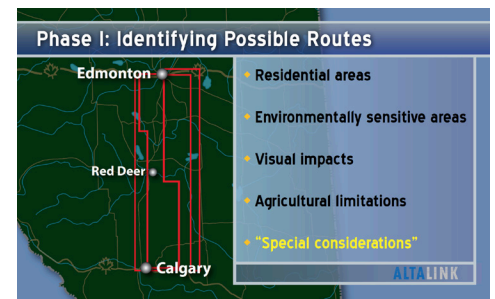 Phase I: Identifying Possible Routes
Edmonton
Red Deer
Calgary
Residential areas
Environmentally sensitive areas
Visual impacts
Agricultural limitations
“Special considerations”
ALTALINK